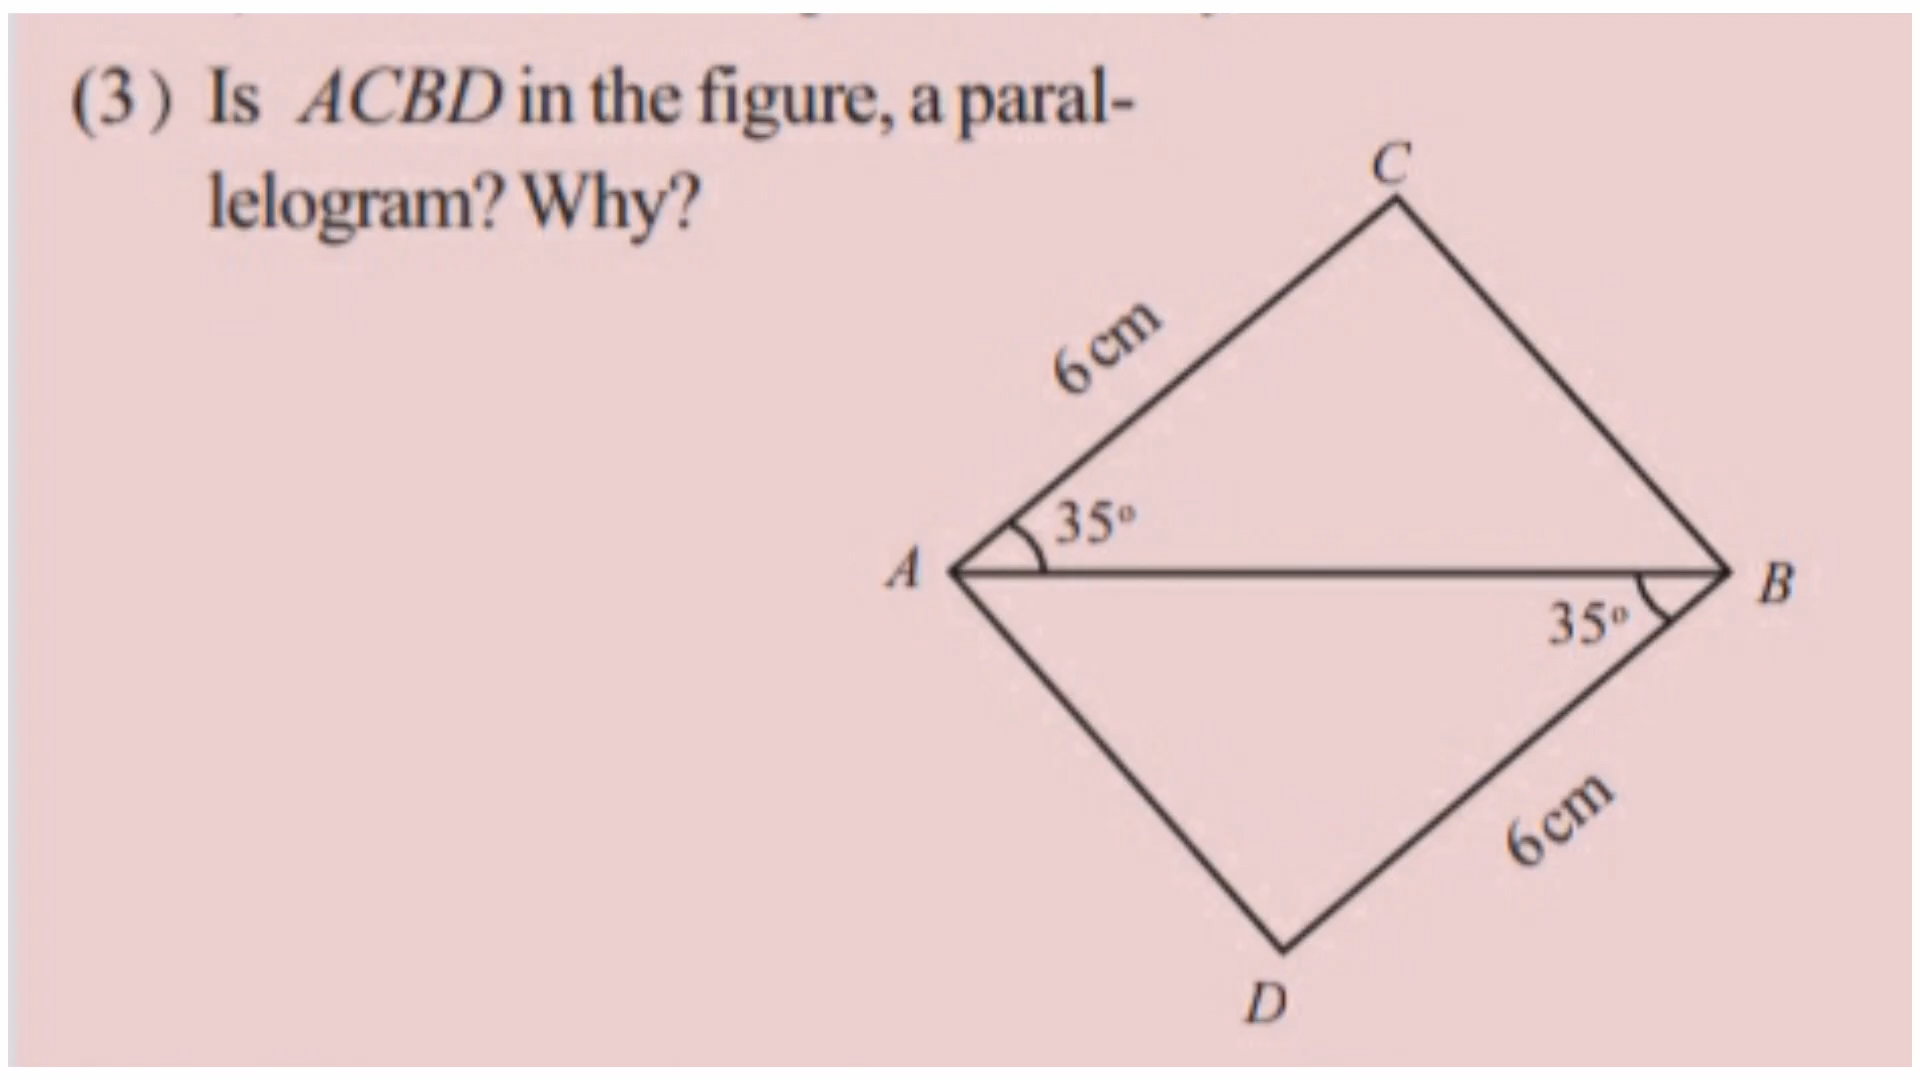 (3) Is ACBD in the figure, a paral-
lelogram? Why?
C
6 cm
35°
A
B
35°
6 cm
D